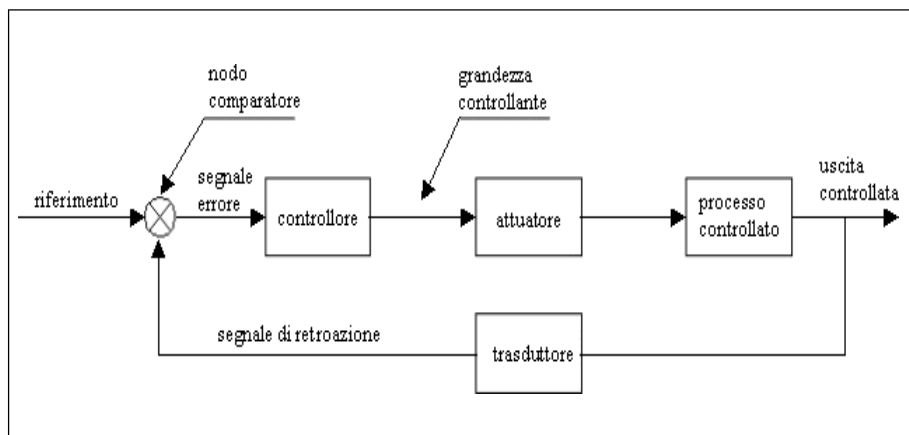 nodo
comparatore
grandezza
controllante
riferimento
segnale
errore
controllore
attuatore
processo
controllato
uscita
controllata
segnale di retroazione
trasduttore